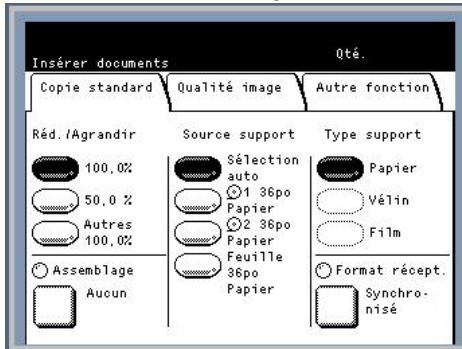 Insérer documents
Qté.
Copie standard
Qualité image
Autre fonction
Réd./Agrandir
100,0%
50,0 %
Autres
100,0%
Assemblage
Aucun
Source support
Sélection
auto
1 36po
Papier
2 36po
Papier
Feuille
36po
Papier
Type support
Papier
Vélin
Film
Format récept.
Synchro-
nisé